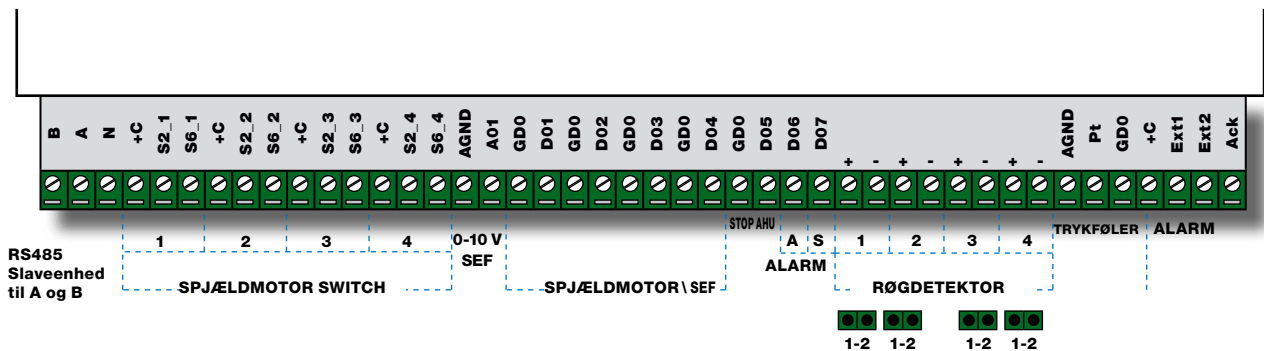 B A N +C S2_1 S6_1 +C S2_2 S6_2 +C S2_3 S6_3 +C S2_4 S6_4 AGND A01 GD0 D01 GD0 D02 GD0 D03 GD0 D04 GD0 D05 D06 D07 + - + - + - + - AGND Pt GD0 +C Ext1 Ext2 Ack
1 2 3 4 0-10 V STOP AHU A S 1 2 3 4 TRYKFØLER ALARM
SEF
ALARM
RS485
Slaveenhed
til A og B
SPJÆLDMOTOR SWITCH
SPJÆLDMOTOR \ SEF
RØGDETEKTOR
1-2 1-2 1-2 1-2